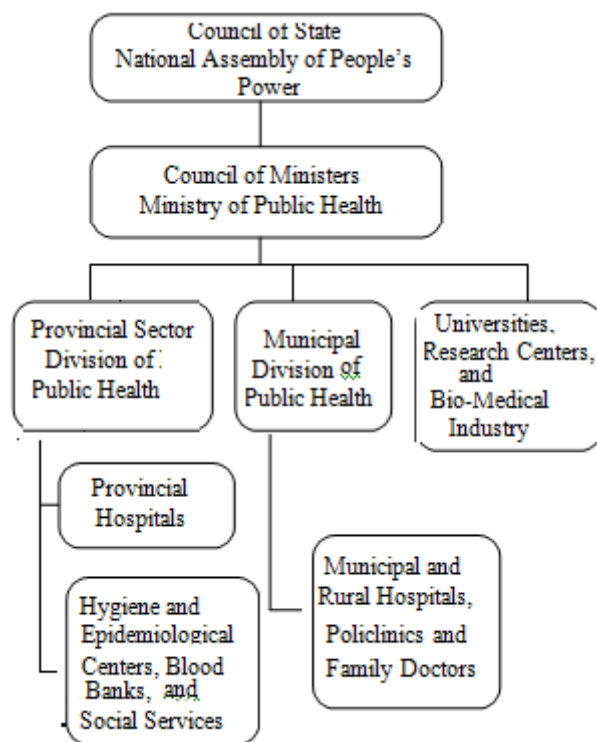 Council of State
National Assembly of People's
Power
Council of Ministers
Ministry of Public Health
Provincial Sector
Division of
Public Health
Municipal
Division of
Public Health
Universities,
Research Centers,
and
Bio-Medical
Industry
Provincial
Hospitals
Hygiene and
Epidemiological
Centers, Blood
Banks, and
Social Services
Municipal and
Rural Hospitals,
Policlinics and
Family Doctors